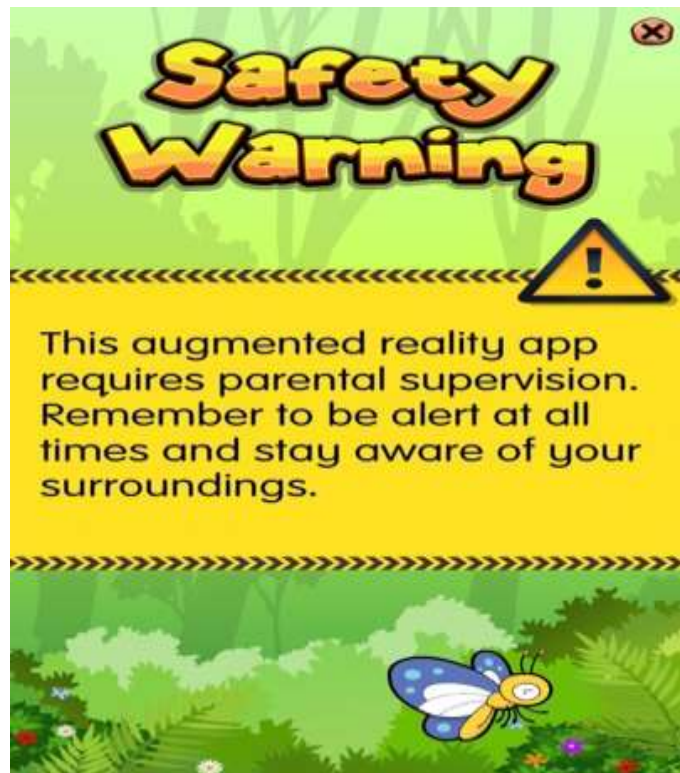 Safety
Warning
This augmented reality app
requires parental supervision.
Remember to be alert at all
times and stay aware of your
surroundings.